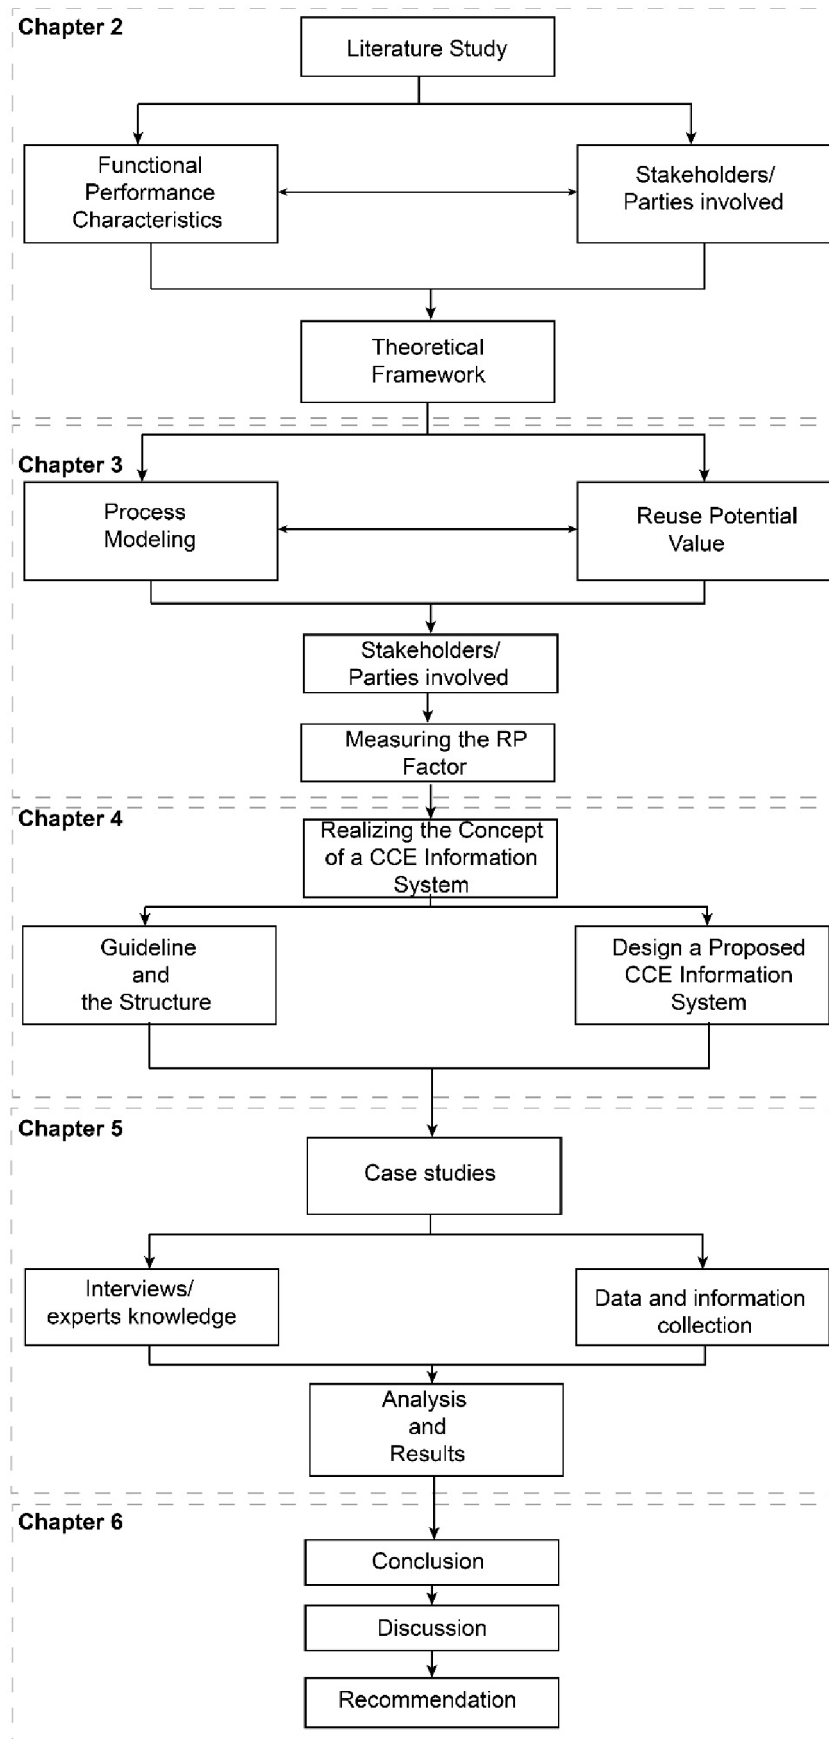 Chapter 2
Literature Study
Functional
Performance
Characteristics
Stakeholders/
Parties involved
Theoretical
Framework
Chapter 3
Process
Modeling
Reuse Potential
Value
Stakeholders/
Parties involved
Measuring the RP
Factor
Chapter 4
Realizing the Concept
of a CCE Information
System
Guideline
and
the Structure
Design a Proposed
CCE Information
System
Chapter 5
Case studies
Interviews/
experts knowledge
Data and information
collection
Analysis
and
Results
Chapter 6
Conclusion
Discussion
Recommendation